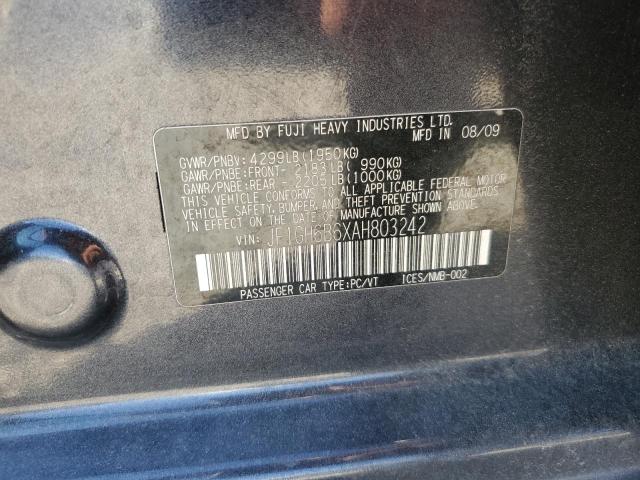 MFD BY FUJI HEAVY INDUSTRIES LTD.
MFD IN 08/09
GVWR/PNBV: 4299LB(1950KG)
GAWR/PNBE:FRONT- 2183LB( 990KG)
GAWR/PNBE:REAR - 2205LB(1000KG)
THIS VEHICLE CONFORMS TO ALL APPLICABLE
VEHICLE SAFETY,BUMPER AND THEFT PREVENTION STANDARDS
IN EFFECT ON THE DATE OF MANUFACTURE SHOWN ABOVE.
VIN: JF1GH6B6XAH803242
PASSENGER CAR TYPE:PC/VT ICES/NMB-002